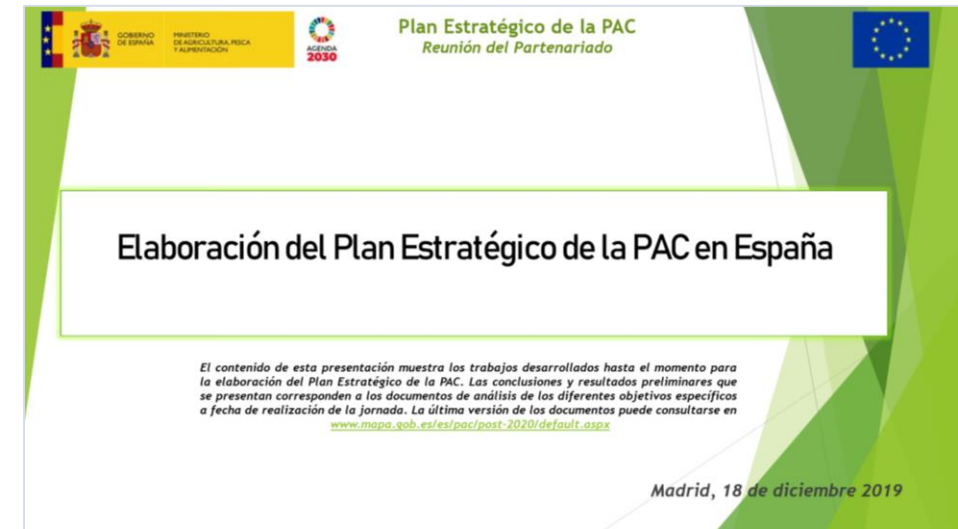 GOBIERNO
DE ESPAÑA
MINISTERIO
DE AGRICULTURA, PESCA
Y ALIMENTACIÓN
AGENDA
2030
Plan Estratégico de la PAC
Reunión del Partenariado
Elaboración del Plan Estratégico de la PAC en España
El contenido de esta presentación muestra los trabajos desarrollados hasta el momento para
la elaboración del Plan Estratégico de la PAC. Las conclusiones y resultados preliminares que
se presentan corresponden a los documentos de análisis de los diferentes objetivos específicos
a fecha de realización de la jornada. La última versión de los documentos puede consultarse en
www.mapa.gob.es/es/pac/post-2020/default.aspx
Madrid, 18 de diciembre 2019